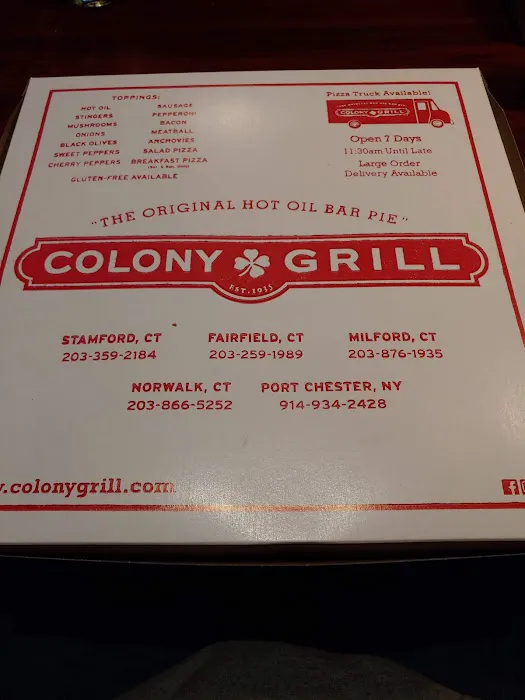 TOPPINGS:
HOT OIL
STINGERS
MUSHROOMS
ONIONS
BLACK OLIVES
SWEET PEPPERS
CHERRY PEPPERS
SAUSAGE
PEPPERONI
BACON
MEATBALL
ANCHOVIES
SALAD PIZZA
BREAKFAST PIZZA
GLUTEN-FREE AVAILABLE
Pizza Truck Available!
COLONY GRILL
Open 7 Days
11:30am Until Late
Large Order
Delivery Available
"THE ORIGINAL HOT OIL BAR PIE"
COLONY GRILL
EST. 1935
STAMFORD, CT
203-359-2184
FAIRFIELD, CT
203-259-1989
MILFORD, CT
203-876-1935
NORWALK, CT
203-866-5252
PORT CHESTER, NY
914-934-2428
.colonygrill.com